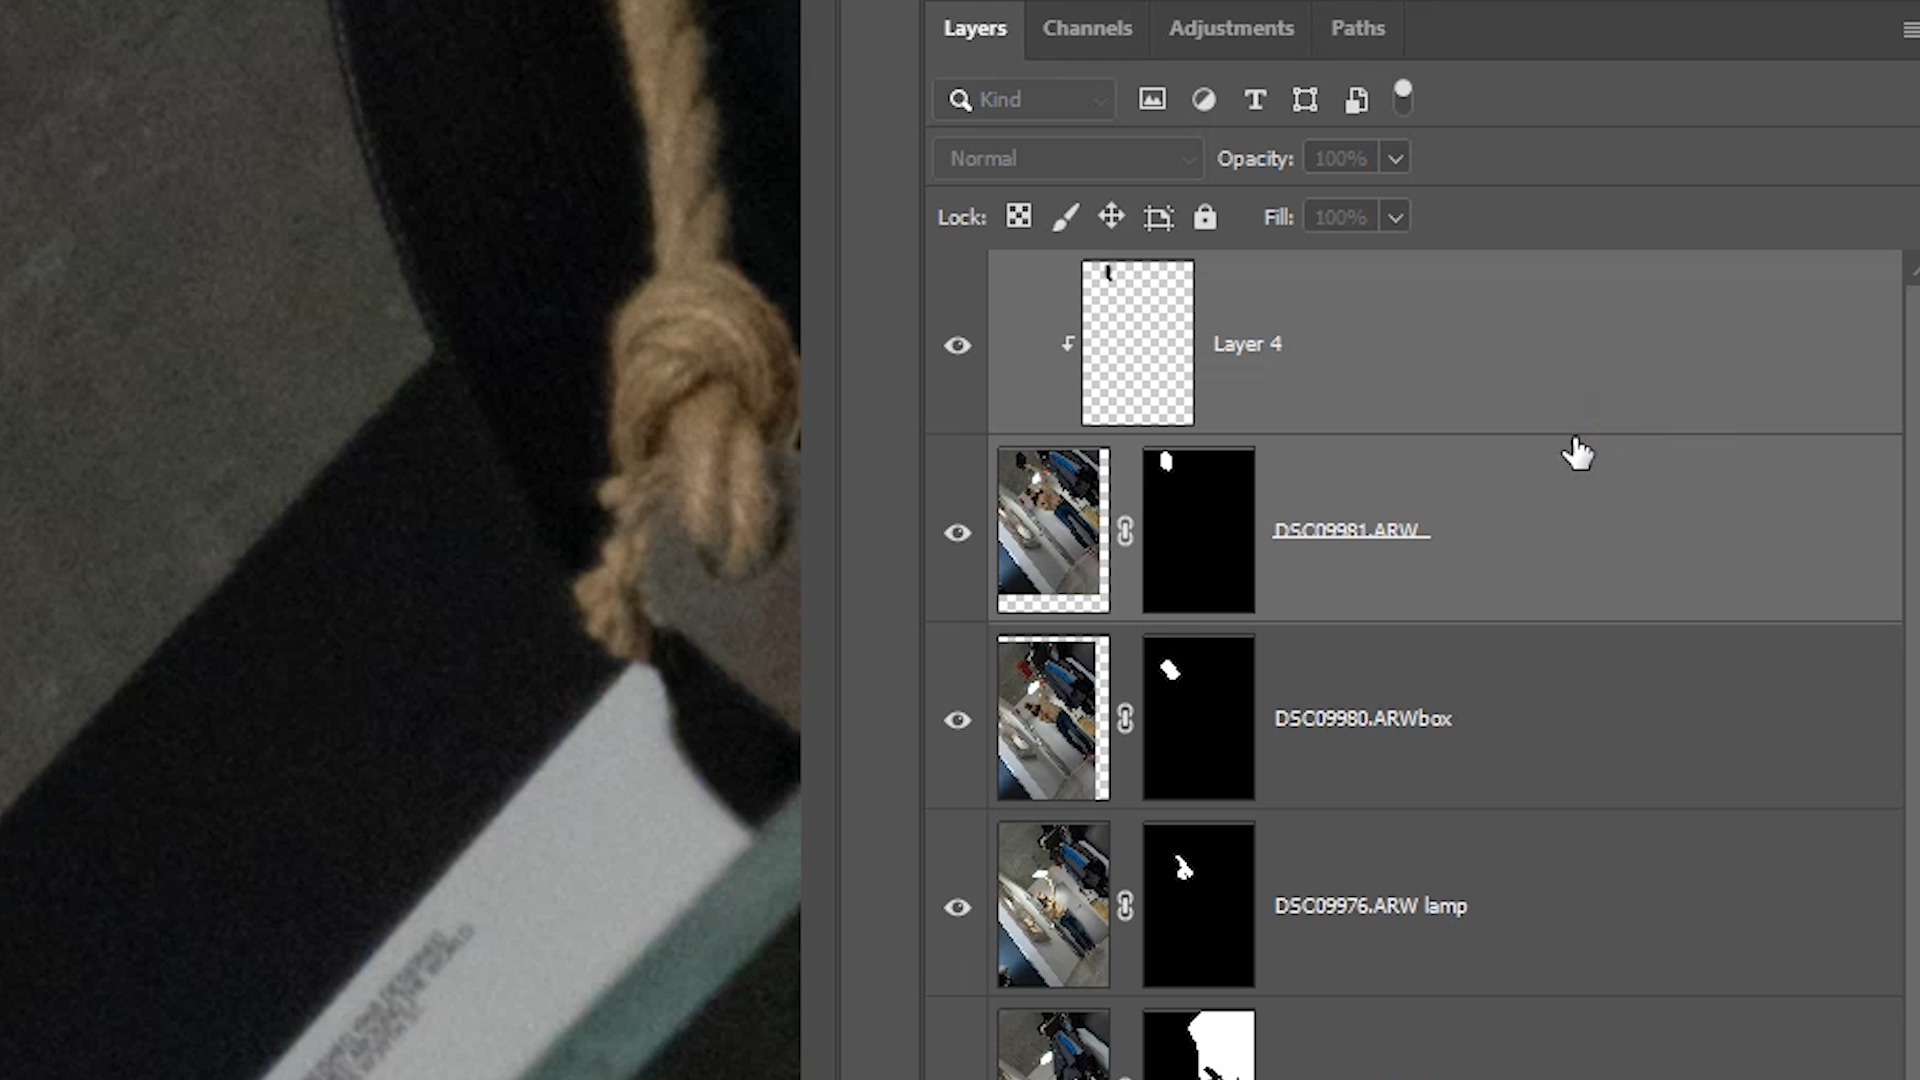 Layers Channels Adjustments Paths
Kind
Normal Opacity: 100%
Lock: Fill: 100%
Layer 4
DSC09981.ARW
DSC09980.ARWbox
DSC09976.ARW lamp